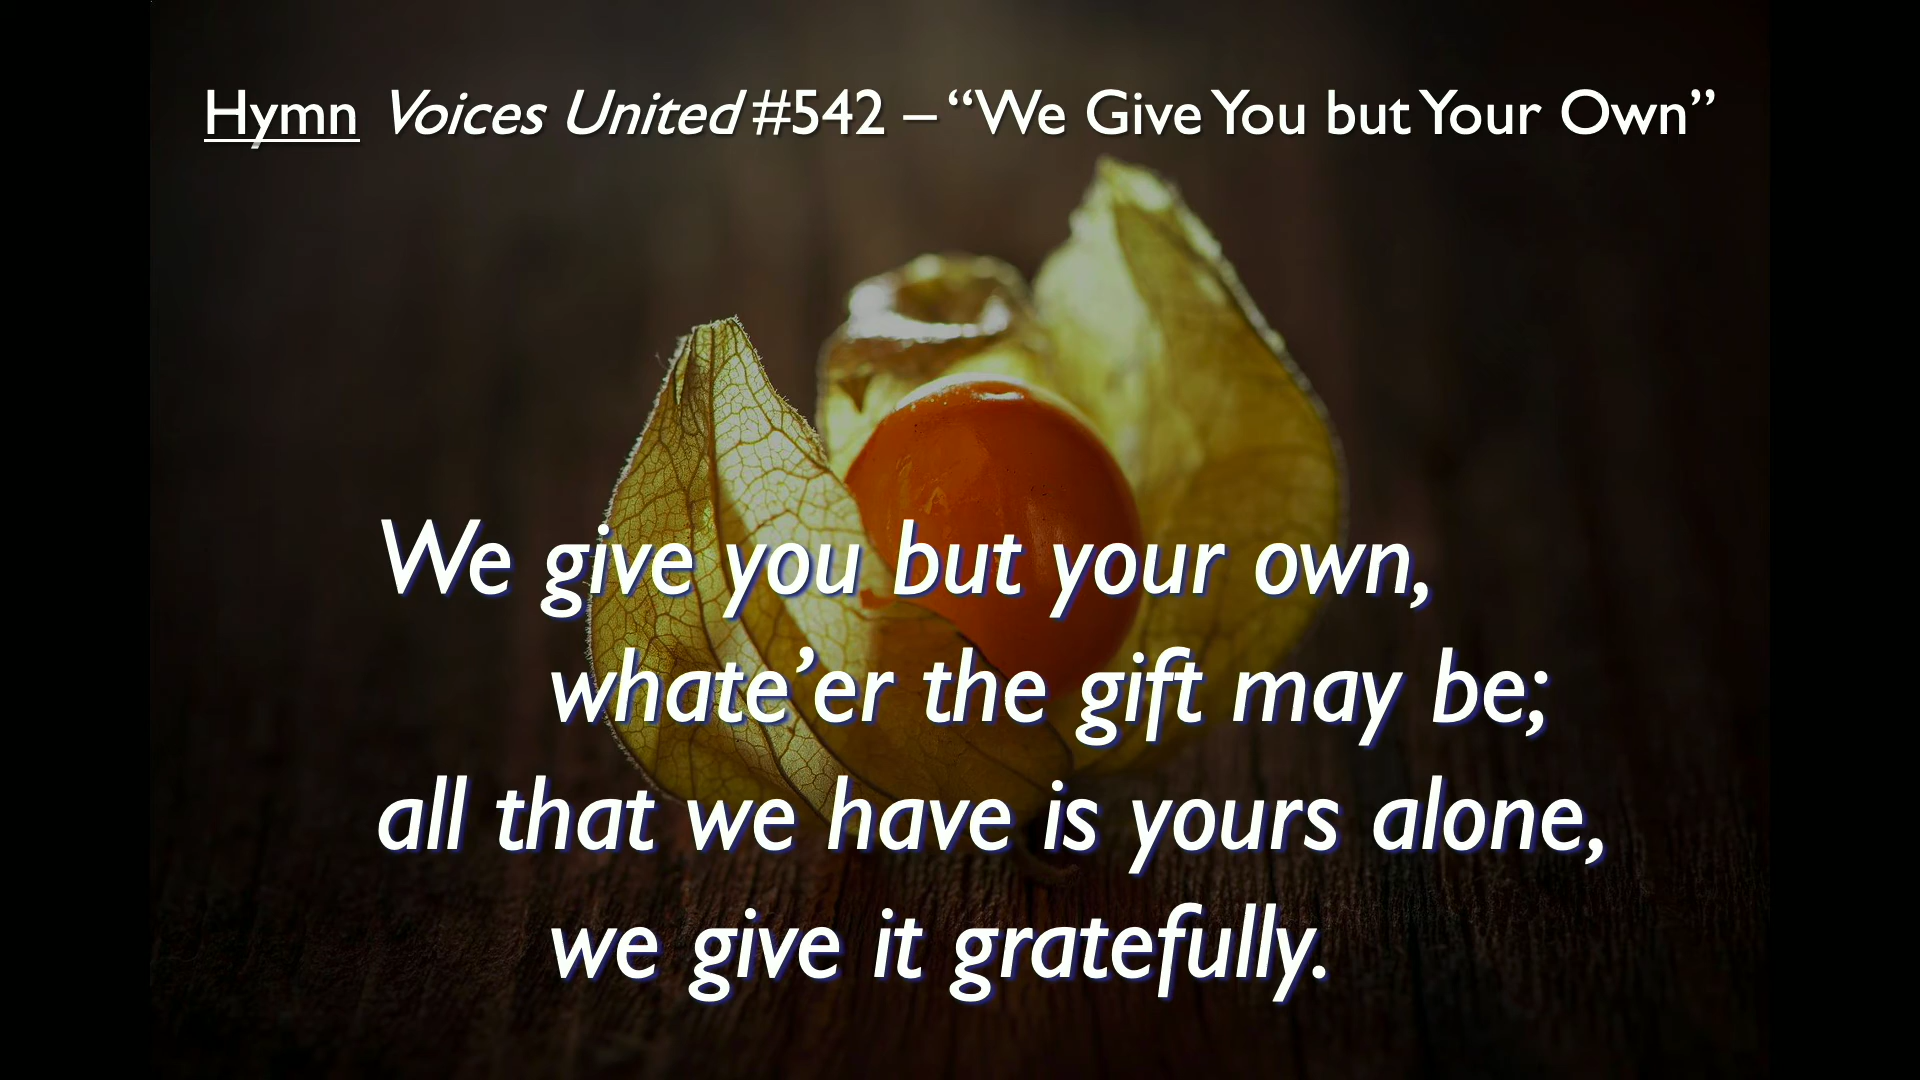 Hymn Voices United #542 – “We Give You but Your Own”
We give you but your own,
whate’er the gift may be;
all that we have is yours alone,
we give it gratefully.